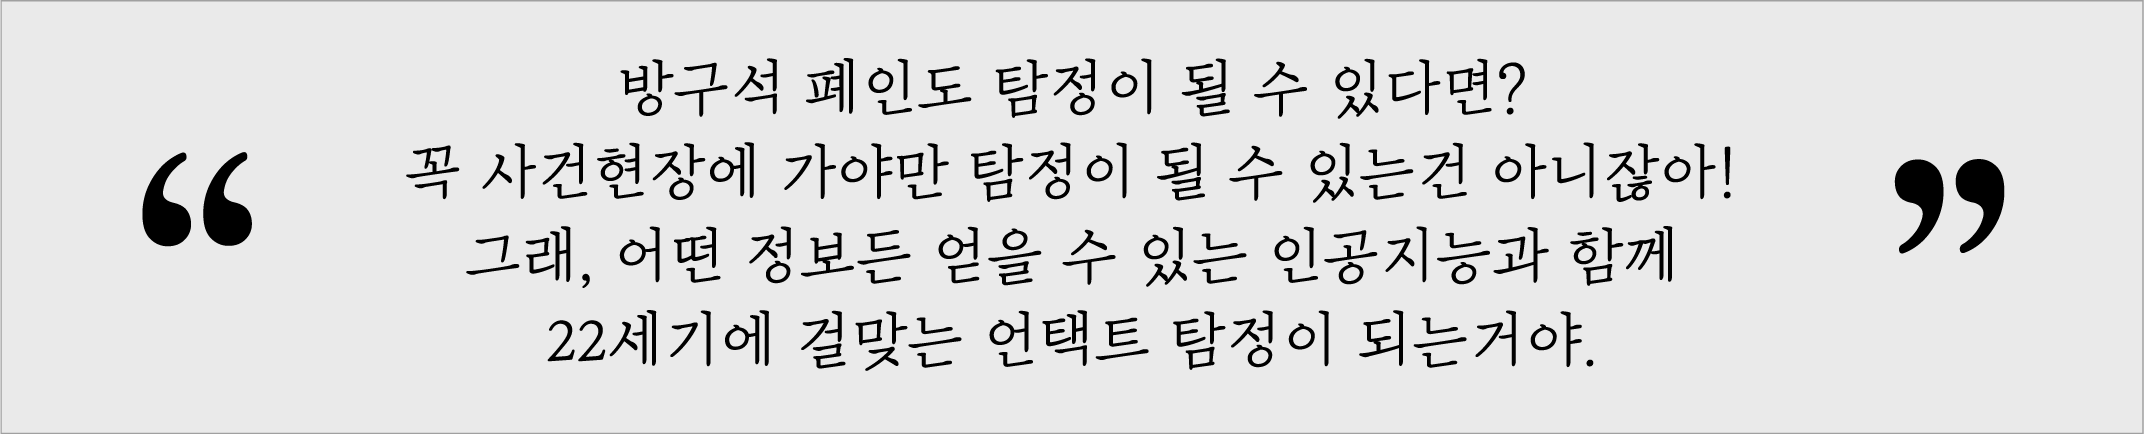 “
방구석 폐인도 탐정이 될 수 있다면?
꼭 사건현장에 가야만 탐정이 될 수 있는건 아니잖아!
그래, 어떤 정보든 얻을 수 있는 인공지능과 함께
22세기에 걸맞는 언택트 탐정이 되는거야.
”